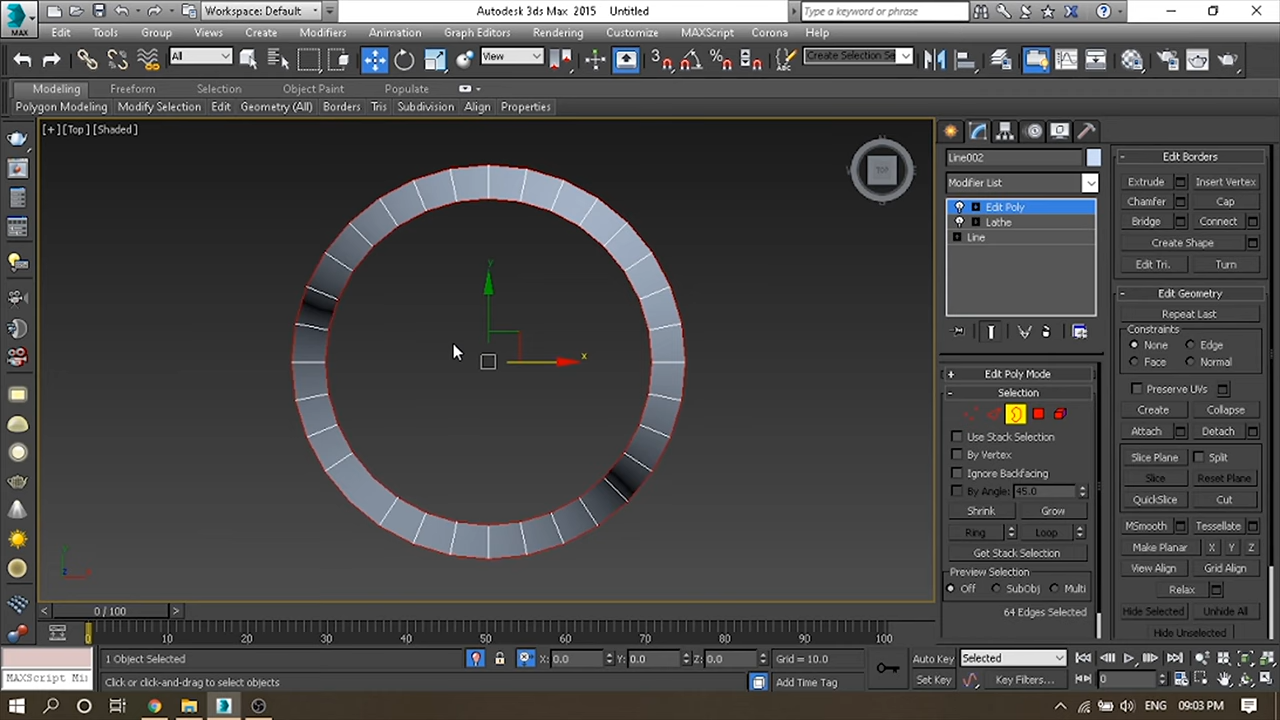 MAX
Workspace: Default
Autodesk 3ds Max 2015 Untitled
Type a keyword or phrase
Edit Tools Group Views Create Modifiers Animation Graph Editors Rendering Customize MAXScript Corona Help
All View Create Selection Se
Modeling Freeform Selection Object Paint Populate
Polygon Modeling Modify Selection Edit Geometry (All) Borders Tris Subdivision Align Properties
[+] [Top] [Shaded]
TOP
y
x
Line002
Modifier List
Edit Poly
Lathe
Line
Edit Poly Mode
Selection
Use Stack Selection
By Vertex
Ignore Backfacing
By Angle: 45.0
Shrink Grow
Ring Loop
Get Stack Selection
Preview Selection
Off SubObj Multi
64 Edges Selected
Edit Borders
Extrude Insert Vertex
Chamfer Cap
Bridge Connect
Create Shape
Edit Tri. Turn
Edit Geometry
Repeat Last
Constraints
None Edge
Face Normal
Preserve UVs
Create Collapse
Attach Detach
Slice Plane Split
Slice Reset Plane
QuickSlice Cut
MSmooth Tessellate
Make Planar X Y Z
View Align Grid Align
Relax
Hide Selected Unhide All
Hide Unselected
0 / 100
0 10 20 30 40 50 60 70 80 90 100
1 Object Selected X: 0.0 Y: 0.0 Z: 0.0 Grid = 10.0 Auto Key Selected
MAXScript Mi Click or click-and-drag to select objects Add Time Tag Set Key Key Filters... 0
ENG 09:03 PM